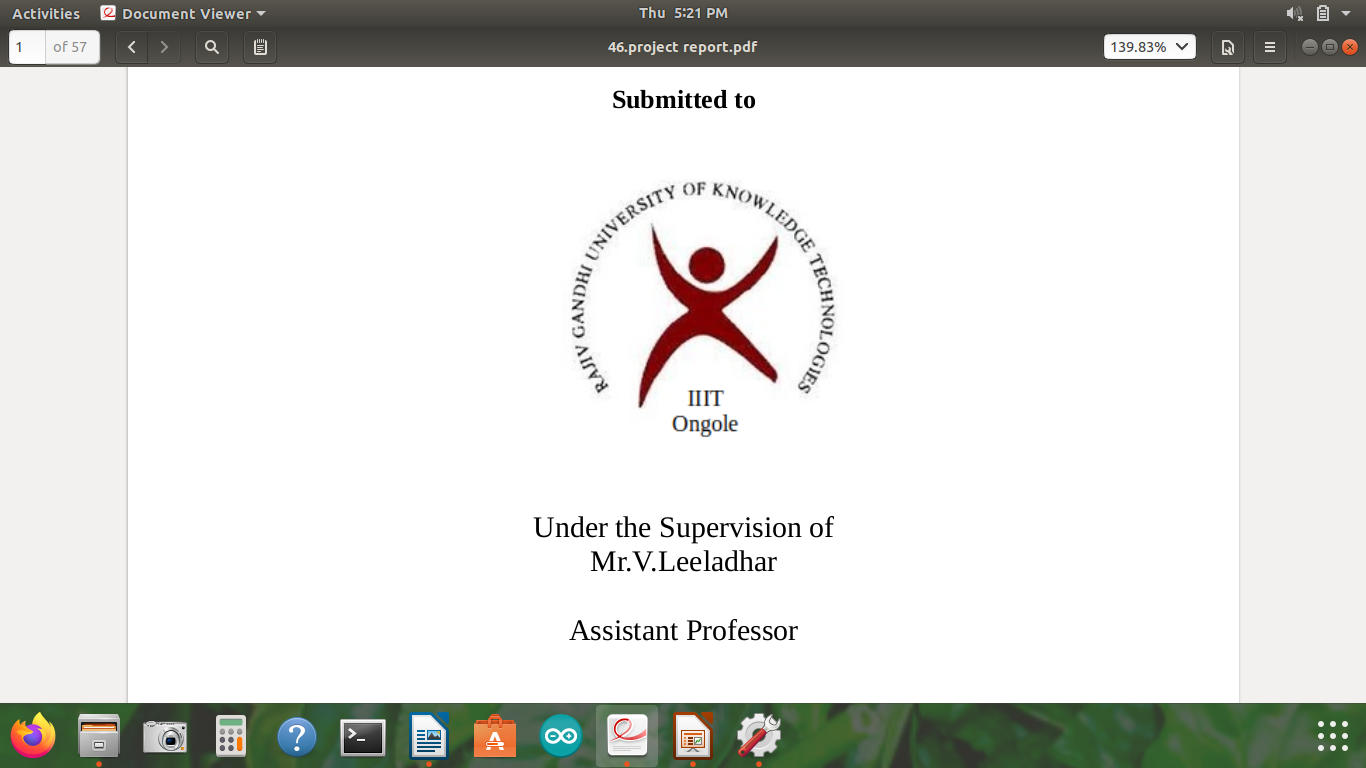 Activities
Document Viewer
Thu 5:21 PM
1
of 57
46.project report.pdf
139.83%
Submitted to
RAJIV GANDHI UNIVERSITY OF KNOWLEDGE TECHNOLOGIES
IIIT
Ongole
Under the Supervision of
Mr.V.Leeladhar
Assistant Professor